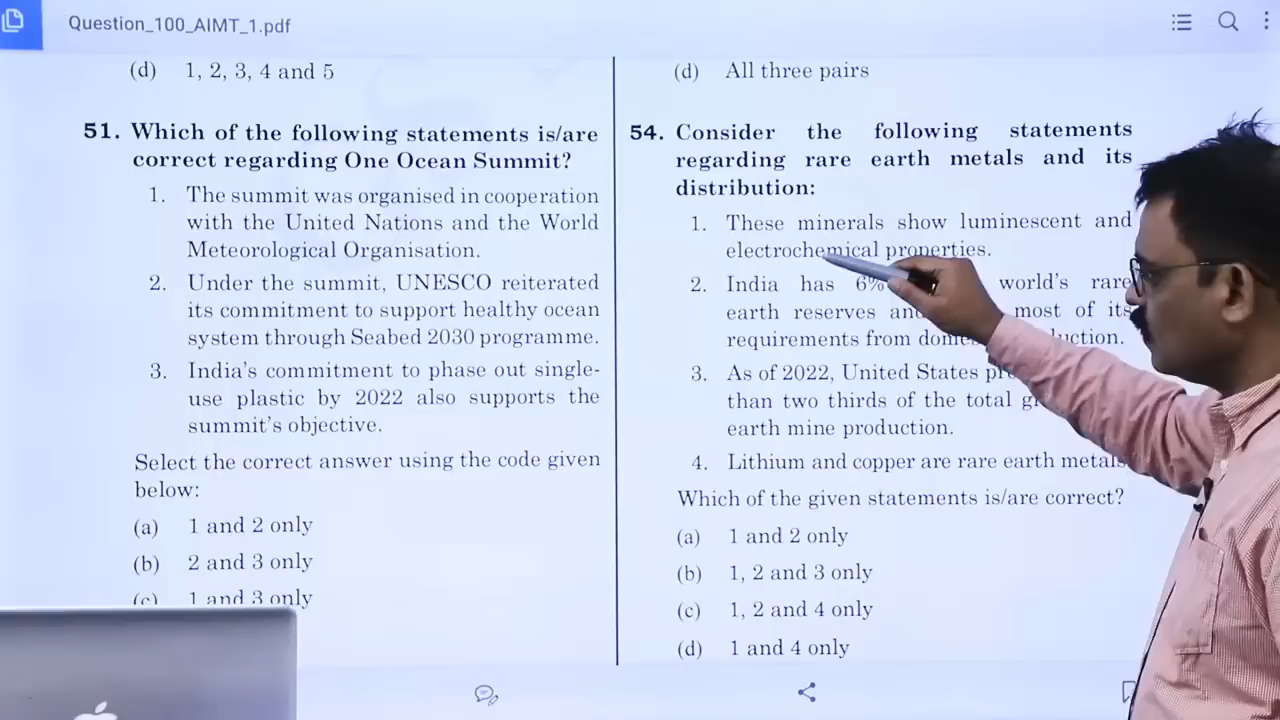 Question_100_AIMT_1.pdf
(d) 1, 2, 3, 4 and 5
51. Which of the following statements is/are
correct regarding One Ocean Summit?
1. The summit was organised in cooperation
with the United Nations and the World
Meteorological Organisation.
2. Under the summit, UNESCO reiterated
its commitment to support healthy ocean
system through Seabed 2030 programme.
3. India's commitment to phase out single-
use plastic by 2022 also supports the
summit's objective.
Select the correct answer using the code given
below:
(a) 1 and 2 only
(b) 2 and 3 only
(c) 1 and 3 only
(d) All three pairs
54. Consider the following statements
regarding rare earth metals and its
distribution:
1. These minerals show luminescent and
electrochemical properties.
2. India has 6% world's rare
earth reserves most of its
requirements from
3. As of 2022, United States
than two thirds of the total
earth mine production.
4. Lithium and copper are rare earth metals
Which of the given statements is/are correct?
(a) 1 and 2 only
(b) 1, 2 and 3 only
(c) 1, 2 and 4 only
(d) 1 and 4 only